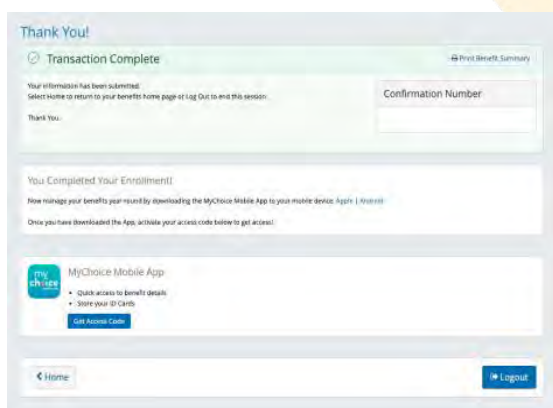 Thank You!
Transaction Complete
Print Benefit Summary
Your information has been submitted.
Select Home to return to your benefits home page or Log Out to end this session.
Thank You.
Confirmation Number
You Completed Your Enrollment!
Now manage your benefits year-round by downloading the MyChoice Mobile App to your mobile device. Apple | Android
Once you have downloaded the App, activate your access code below to get access!
my
choice
MyChoice Mobile App
• Quick access to benefit details
• Store your ID Cards
Get Access Code
Home
Logout